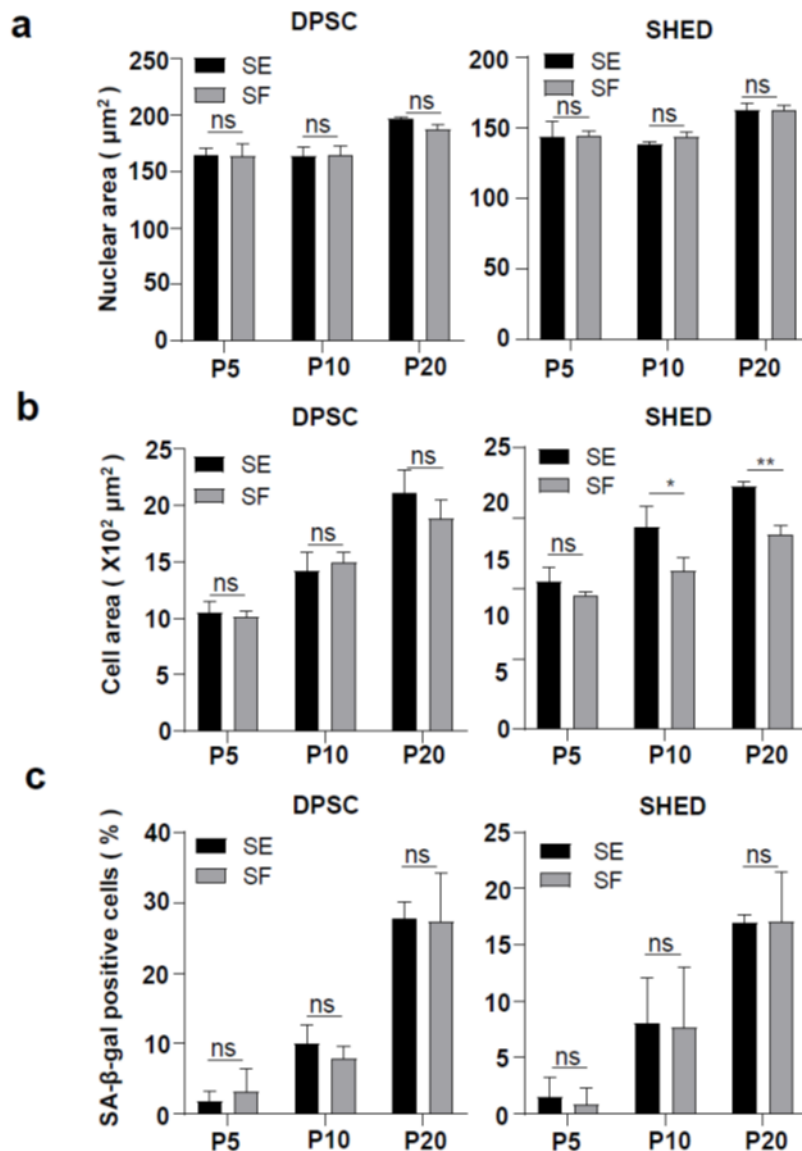 a
DPSC
SHED
Nuclear area ( μm²)
250
200
150
100
50
0
SE
SF
ns
ns
ns
P5
P10
P20
200
150
100
50
0
SE
SF
ns
ns
ns
P5
P10
P20
b
DPSC
SHED
Cell area ( X10² μm²)
25
20
15
10
5
0
SE
SF
ns
ns
ns
P5
P10
P20
25
20
15
10
5
0
SE
SF
ns
*
**
P5
P10
P20
c
DPSC
SHED
SA-β-gal positive cells ( % )
40
30
20
10
0
SE
SF
ns
ns
ns
P5
P10
P20
25
20
15
10
5
0
SE
SF
ns
ns
ns
P5
P10
P20